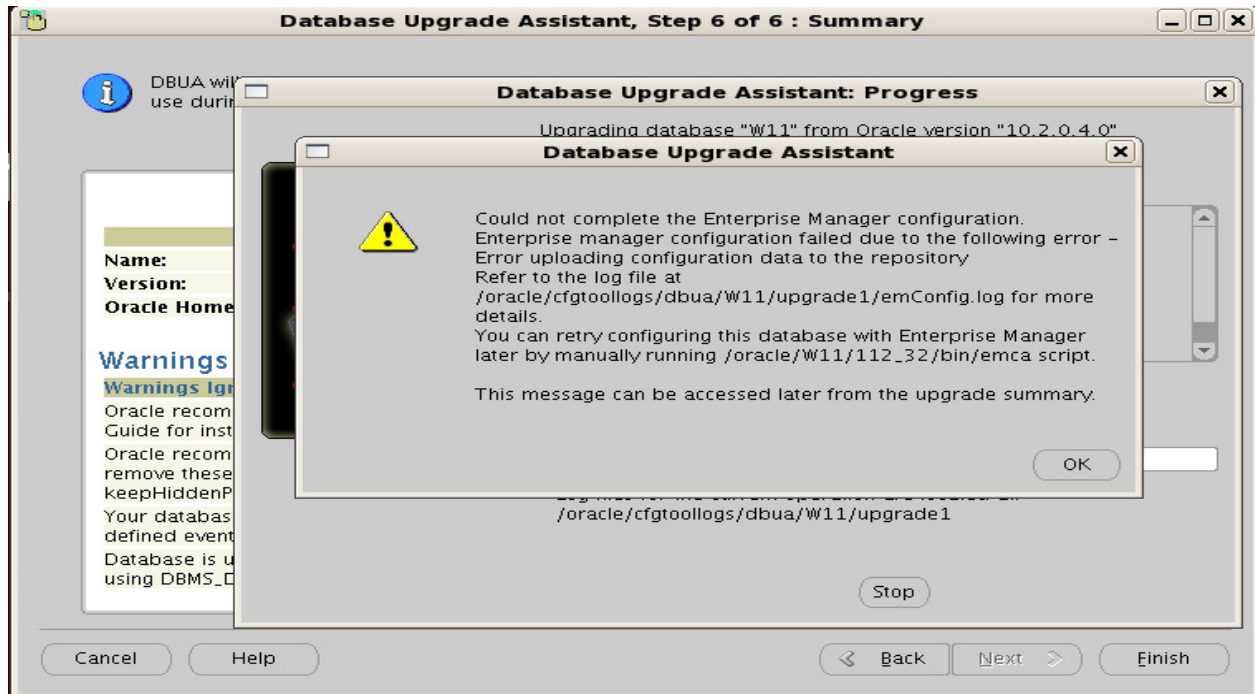 Database Upgrade Assistant, Step 6 of 6 : Summary
DBUA will
use durin
Database Upgrade Assistant: Progress
Upgrading database "W11" from Oracle version "10.2.0.4.0"
Database Upgrade Assistant
Could not complete the Enterprise Manager configuration.
Enterprise manager configuration failed due to the following error –
Error uploading configuration data to the repository
Refer to the log file at
/oracle/cfgtoollogs/dbua/W11/upgrade1/emConfig.log for more
details.
You can retry configuring this database with Enterprise Manager
later by manually running /oracle/W11/112_32/bin/emca script.
This message can be accessed later from the upgrade summary.
OK
Name:
Version:
Oracle Home
Warnings
Warnings Igr
Oracle recom
Guide for inst
Oracle recom
remove these
keepHiddenP
Your databas
defined event
Database is u
using DBMS_D
/oracle/cfgtoollogs/dbua/W11/upgrade1
Stop
Cancel
Help
Back
Next
Finish